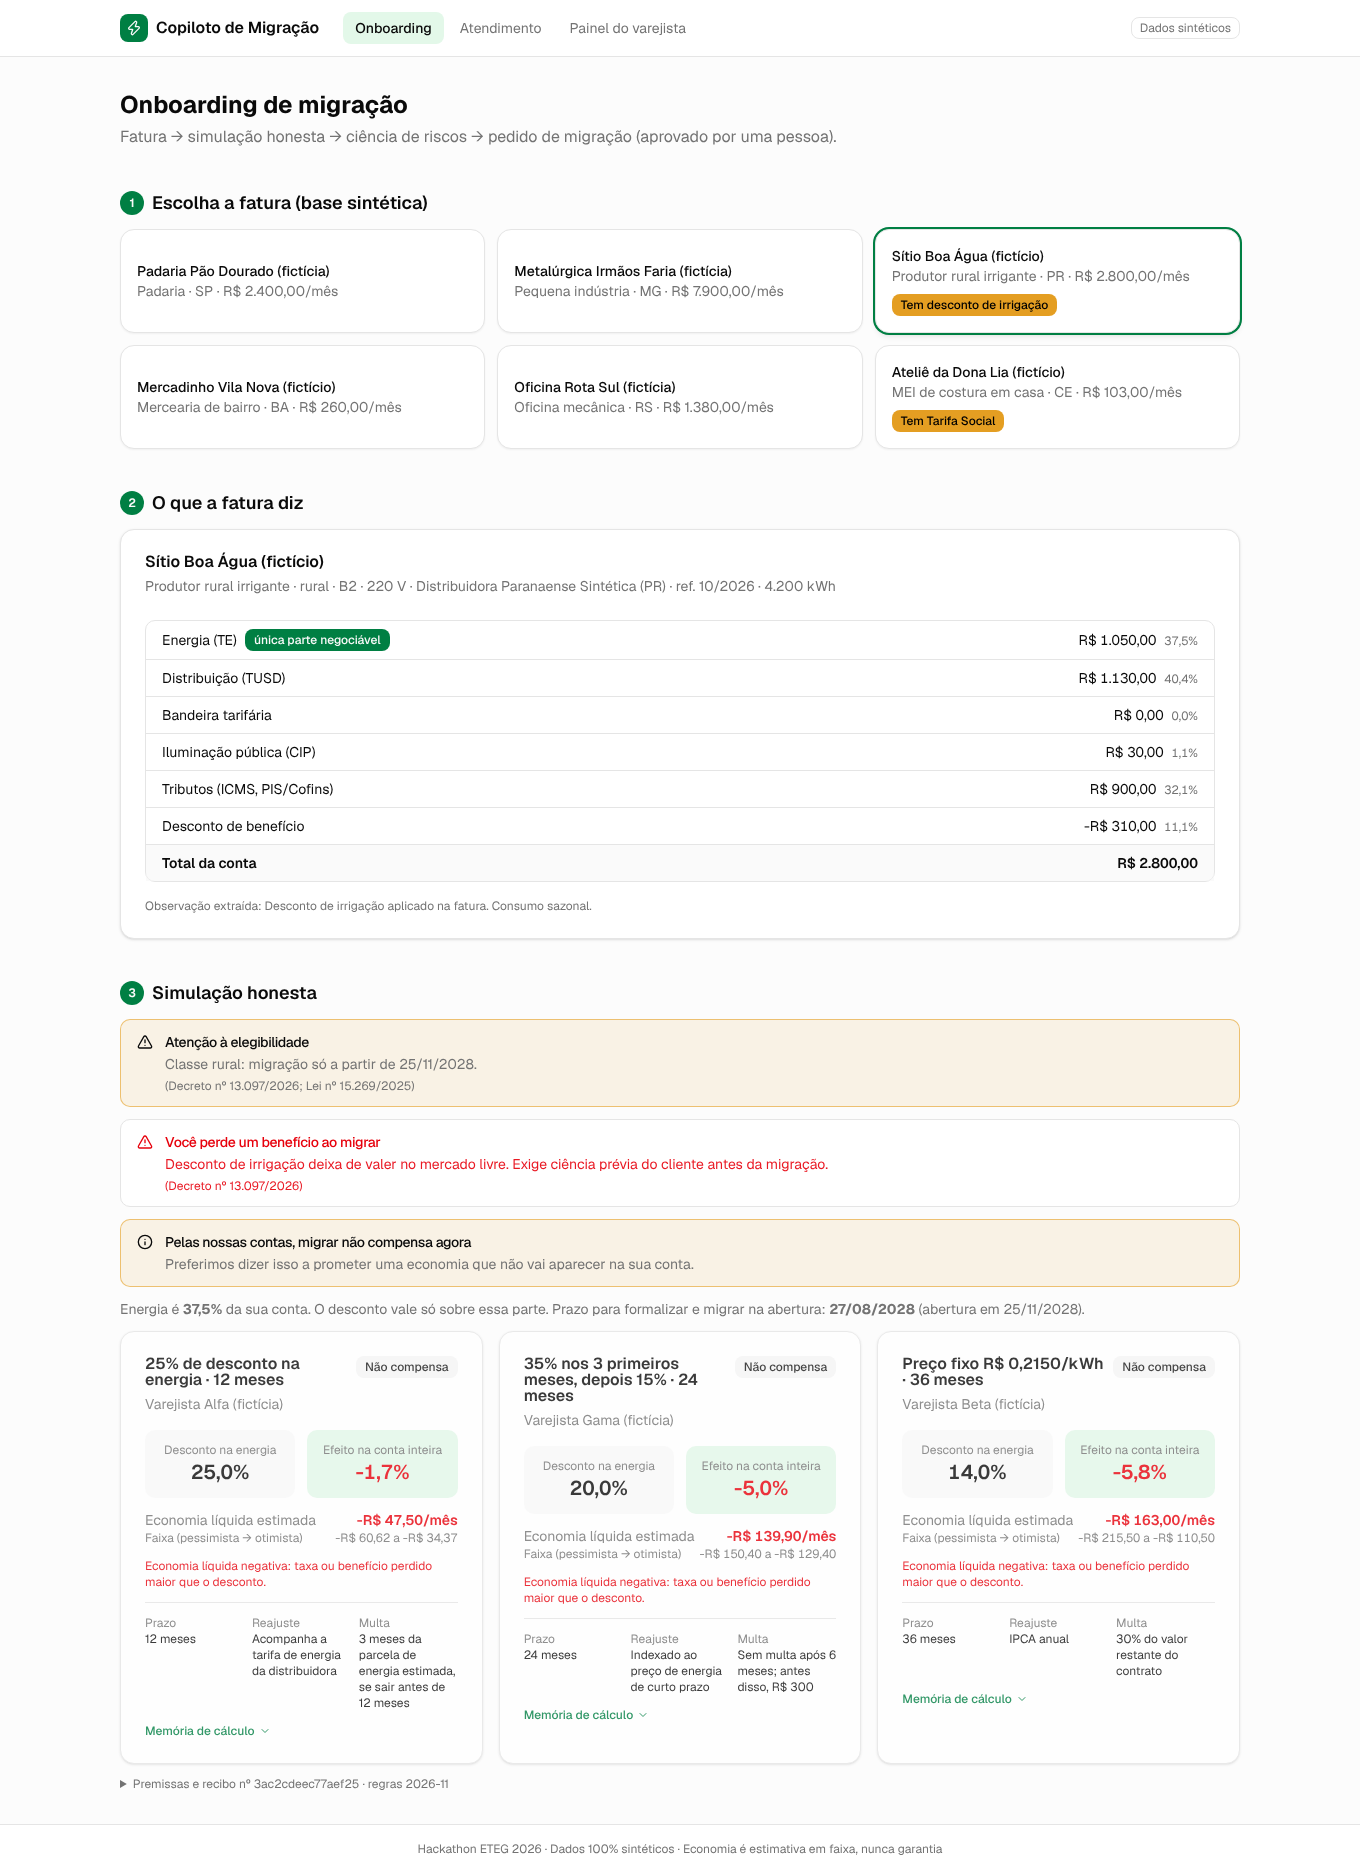 Copiloto de Migração
Onboarding
Atendimento
Painel do varejista
Dados sintéticos
Onboarding de migração
Fatura → simulação honesta → ciência de riscos → pedido de migração (aprovado por uma pessoa).
1
Escolha a fatura (base sintética)
Padaria Pão Dourado (fictícia)
Padaria · SP · R$ 2.400,00/mês
Metalúrgica Irmãos Faria (fictícia)
Pequena indústria · MG · R$ 7.900,00/mês
Sítio Boa Água (fictício)
Produtor rural irrigante · PR · R$ 2.800,00/mês
Tem desconto de irrigação
Mercadinho Vila Nova (fictício)
Mercearia de bairro · BA · R$ 260,00/mês
Oficina Rota Sul (fictícia)
Oficina mecânica · RS · R$ 1.380,00/mês
Ateliê da Dona Lia (fictício)
MEI de costura em casa · CE · R$ 103,00/mês
Tem Tarifa Social
2
O que a fatura diz
Sítio Boa Água (fictício)
Produtor rural irrigante · rural · B2 · 220 V · Distribuidora Paranaense Sintética (PR) · ref. 10/2026 · 4.200 kWh
Energia (TE) única parte negociável R$ 1.050,00 37,5%
Distribuição (TUSD) R$ 1.130,00 40,4%
Bandeira tarifária R$ 0,00 0,0%
Iluminação pública (CIP) R$ 30,00 1,1%
Tributos (ICMS, PIS/Cofins) R$ 900,00 32,1%
Desconto de benefício -R$ 310,00 11,1%
Total da conta R$ 2.800,00
Observação extraída: Desconto de irrigação aplicado na fatura. Consumo sazonal.
3
Simulação honesta
Atenção à elegibilidade
Classe rural: migração só a partir de 25/11/2028.
(Decreto nº 13.097/2026; Lei nº 15.269/2025)
Você perde um benefício ao migrar
Desconto de irrigação deixa de valer no mercado livre. Exige ciência prévia do cliente antes da migração.
(Decreto nº 13.097/2026)
Pelas nossas contas, migrar não compensa agora
Preferimos dizer isso a prometer uma economia que não vai aparecer na sua conta.
Energia é 37,5% da sua conta. O desconto vale só sobre essa parte. Prazo para formalizar e migrar na abertura: 27/08/2028 (abertura em 25/11/2028).
25% de desconto na
energia · 12 meses
Não compensa
Varejista Alfa (fictícia)
Desconto na energia
25,0%
Efeito na conta inteira
-1,7%
Economia líquida estimada -R$ 47,50/mês
Faixa (pessimista → otimista) -R$ 60,62 a -R$ 34,37
Economia líquida negativa: taxa ou benefício perdido
maior que o desconto.
Prazo
12 meses
Reajuste
Acompanha a
tarifa de energia
da distribuidora
Multa
3 meses da
parcela de
energia estimada,
se sair antes de
12 meses
Memória de cálculo
35% nos 3 primeiros
meses, depois 15% · 24
meses
Não compensa
Varejista Gama (fictícia)
Desconto na energia
20,0%
Efeito na conta inteira
-5,0%
Economia líquida estimada -R$ 139,90/mês
Faixa (pessimista → otimista) -R$ 150,40 a -R$ 129,40
Economia líquida negativa: taxa ou benefício perdido
maior que o desconto.
Prazo
24 meses
Reajuste
Indexado ao
preço de energia
de curto prazo
Multa
Sem multa após 6
meses; antes
disso, R$ 300
Memória de cálculo
Preço fixo R$ 0,2150/kWh
· 36 meses
Não compensa
Varejista Beta (fictícia)
Desconto na energia
14,0%
Efeito na conta inteira
-5,8%
Economia líquida estimada -R$ 163,00/mês
Faixa (pessimista → otimista) -R$ 215,50 a -R$ 110,50
Economia líquida negativa: taxa ou benefício perdido
maior que o desconto.
Prazo
36 meses
Reajuste
IPCA anual
Multa
30% do valor
restante do
contrato
Memória de cálculo
Premissas e recibo nº 3ac2cdeec77aef25 · regras 2026-11
Hackathon ETEG 2026 · Dados 100% sintéticos · Economia é estimativa em faixa, nunca garantia